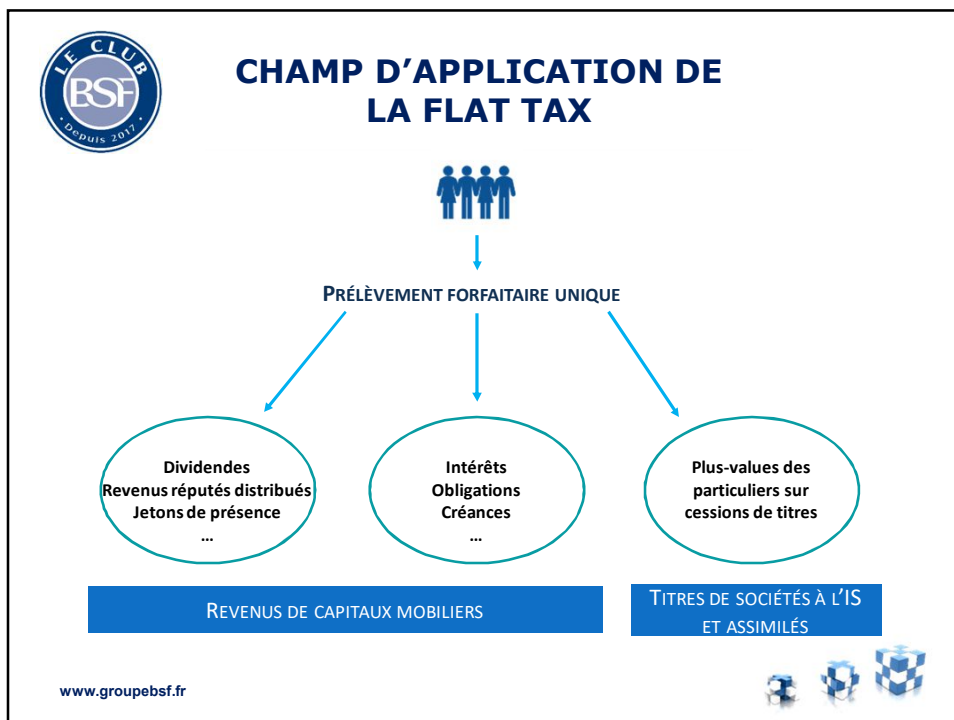 LE CLUB
BSF
• Depuis 2017 •
CHAMP D’APPLICATION DE
LA FLAT TAX
PRÉLÈVEMENT FORFAITAIRE UNIQUE
Dividendes
Revenus réputés distribués
Jetons de présence
…
Intérêts
Obligations
Créances
…
Plus-values des
particuliers sur
cessions de titres
REVENUS DE CAPITAUX MOBILIERS
TITRES DE SOCIÉTÉS À L’IS
ET ASSIMILÉS
www.groupebsf.fr